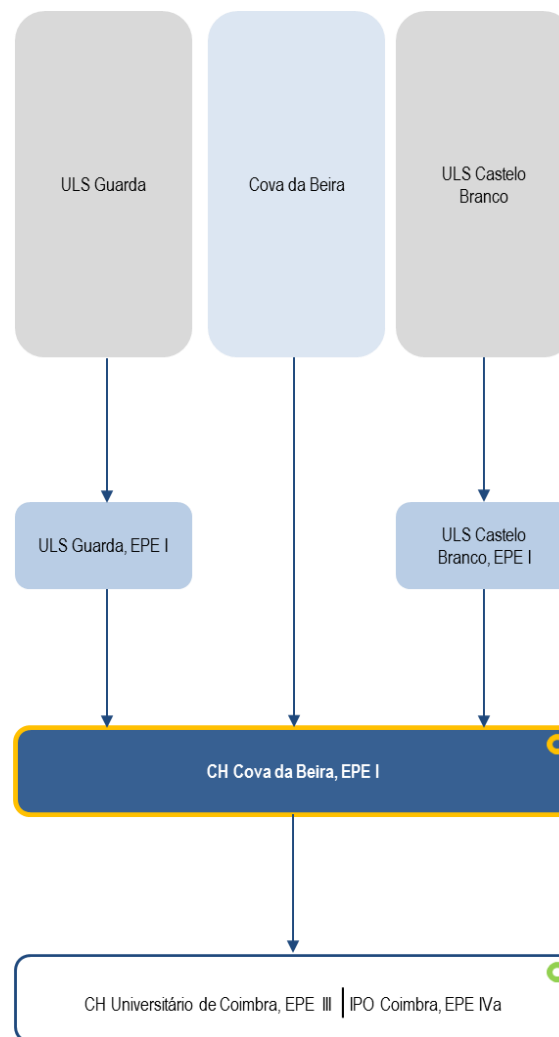 ULS Guarda
Cova da Beira
ULS Castelo
Branco
ULS Guarda, EPE I
ULS Castelo
Branco, EPE I
CH Cova da Beira, EPE I
CH Universitário de Coimbra, EPE III | IPO Coimbra, EPE IVa